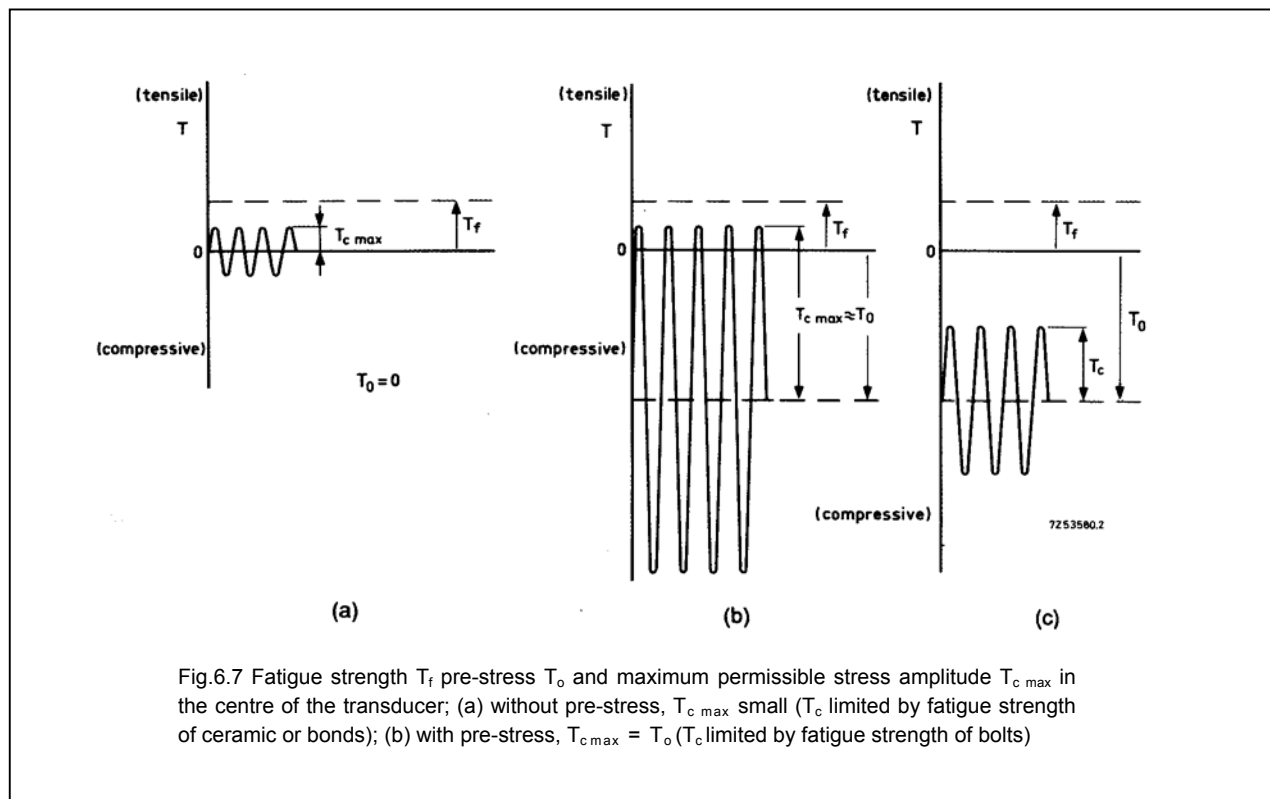 (tensile)
T
T_f
T_c max
0
(compressive)
T_0 = 0
(a)
(tensile)
T
T_f
0
T_c max ≈ T_0
(compressive)
(b)
(tensile)
T
T_f
0
T_0
T_c
(compressive)
7253580.2
(c)
Fig.6.7 Fatigue strength T_f pre-stress T_o and maximum permissible stress amplitude T_c max in
the centre of the transducer; (a) without pre-stress, T_c max small (T_c limited by fatigue strength
of ceramic or bonds); (b) with pre-stress, T_c max = T_o (T_c limited by fatigue strength of bolts)